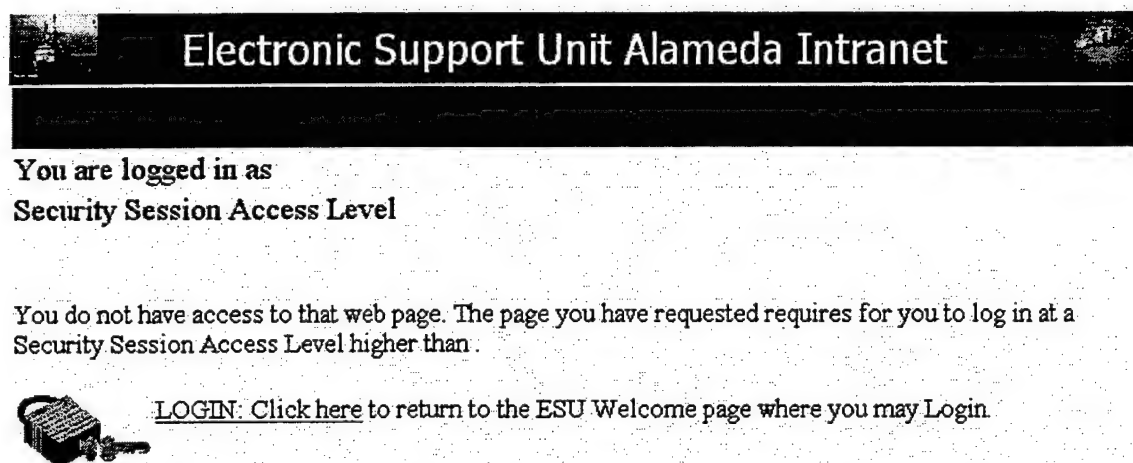 Electronic Support Unit Alameda Intranet
You are logged in as
Security Session Access Level
You do not have access to that web page. The page you have requested requires for you to log in at a
Security Session Access Level higher than .
LOGIN: Click here to return to the ESU Welcome page where you may Login.